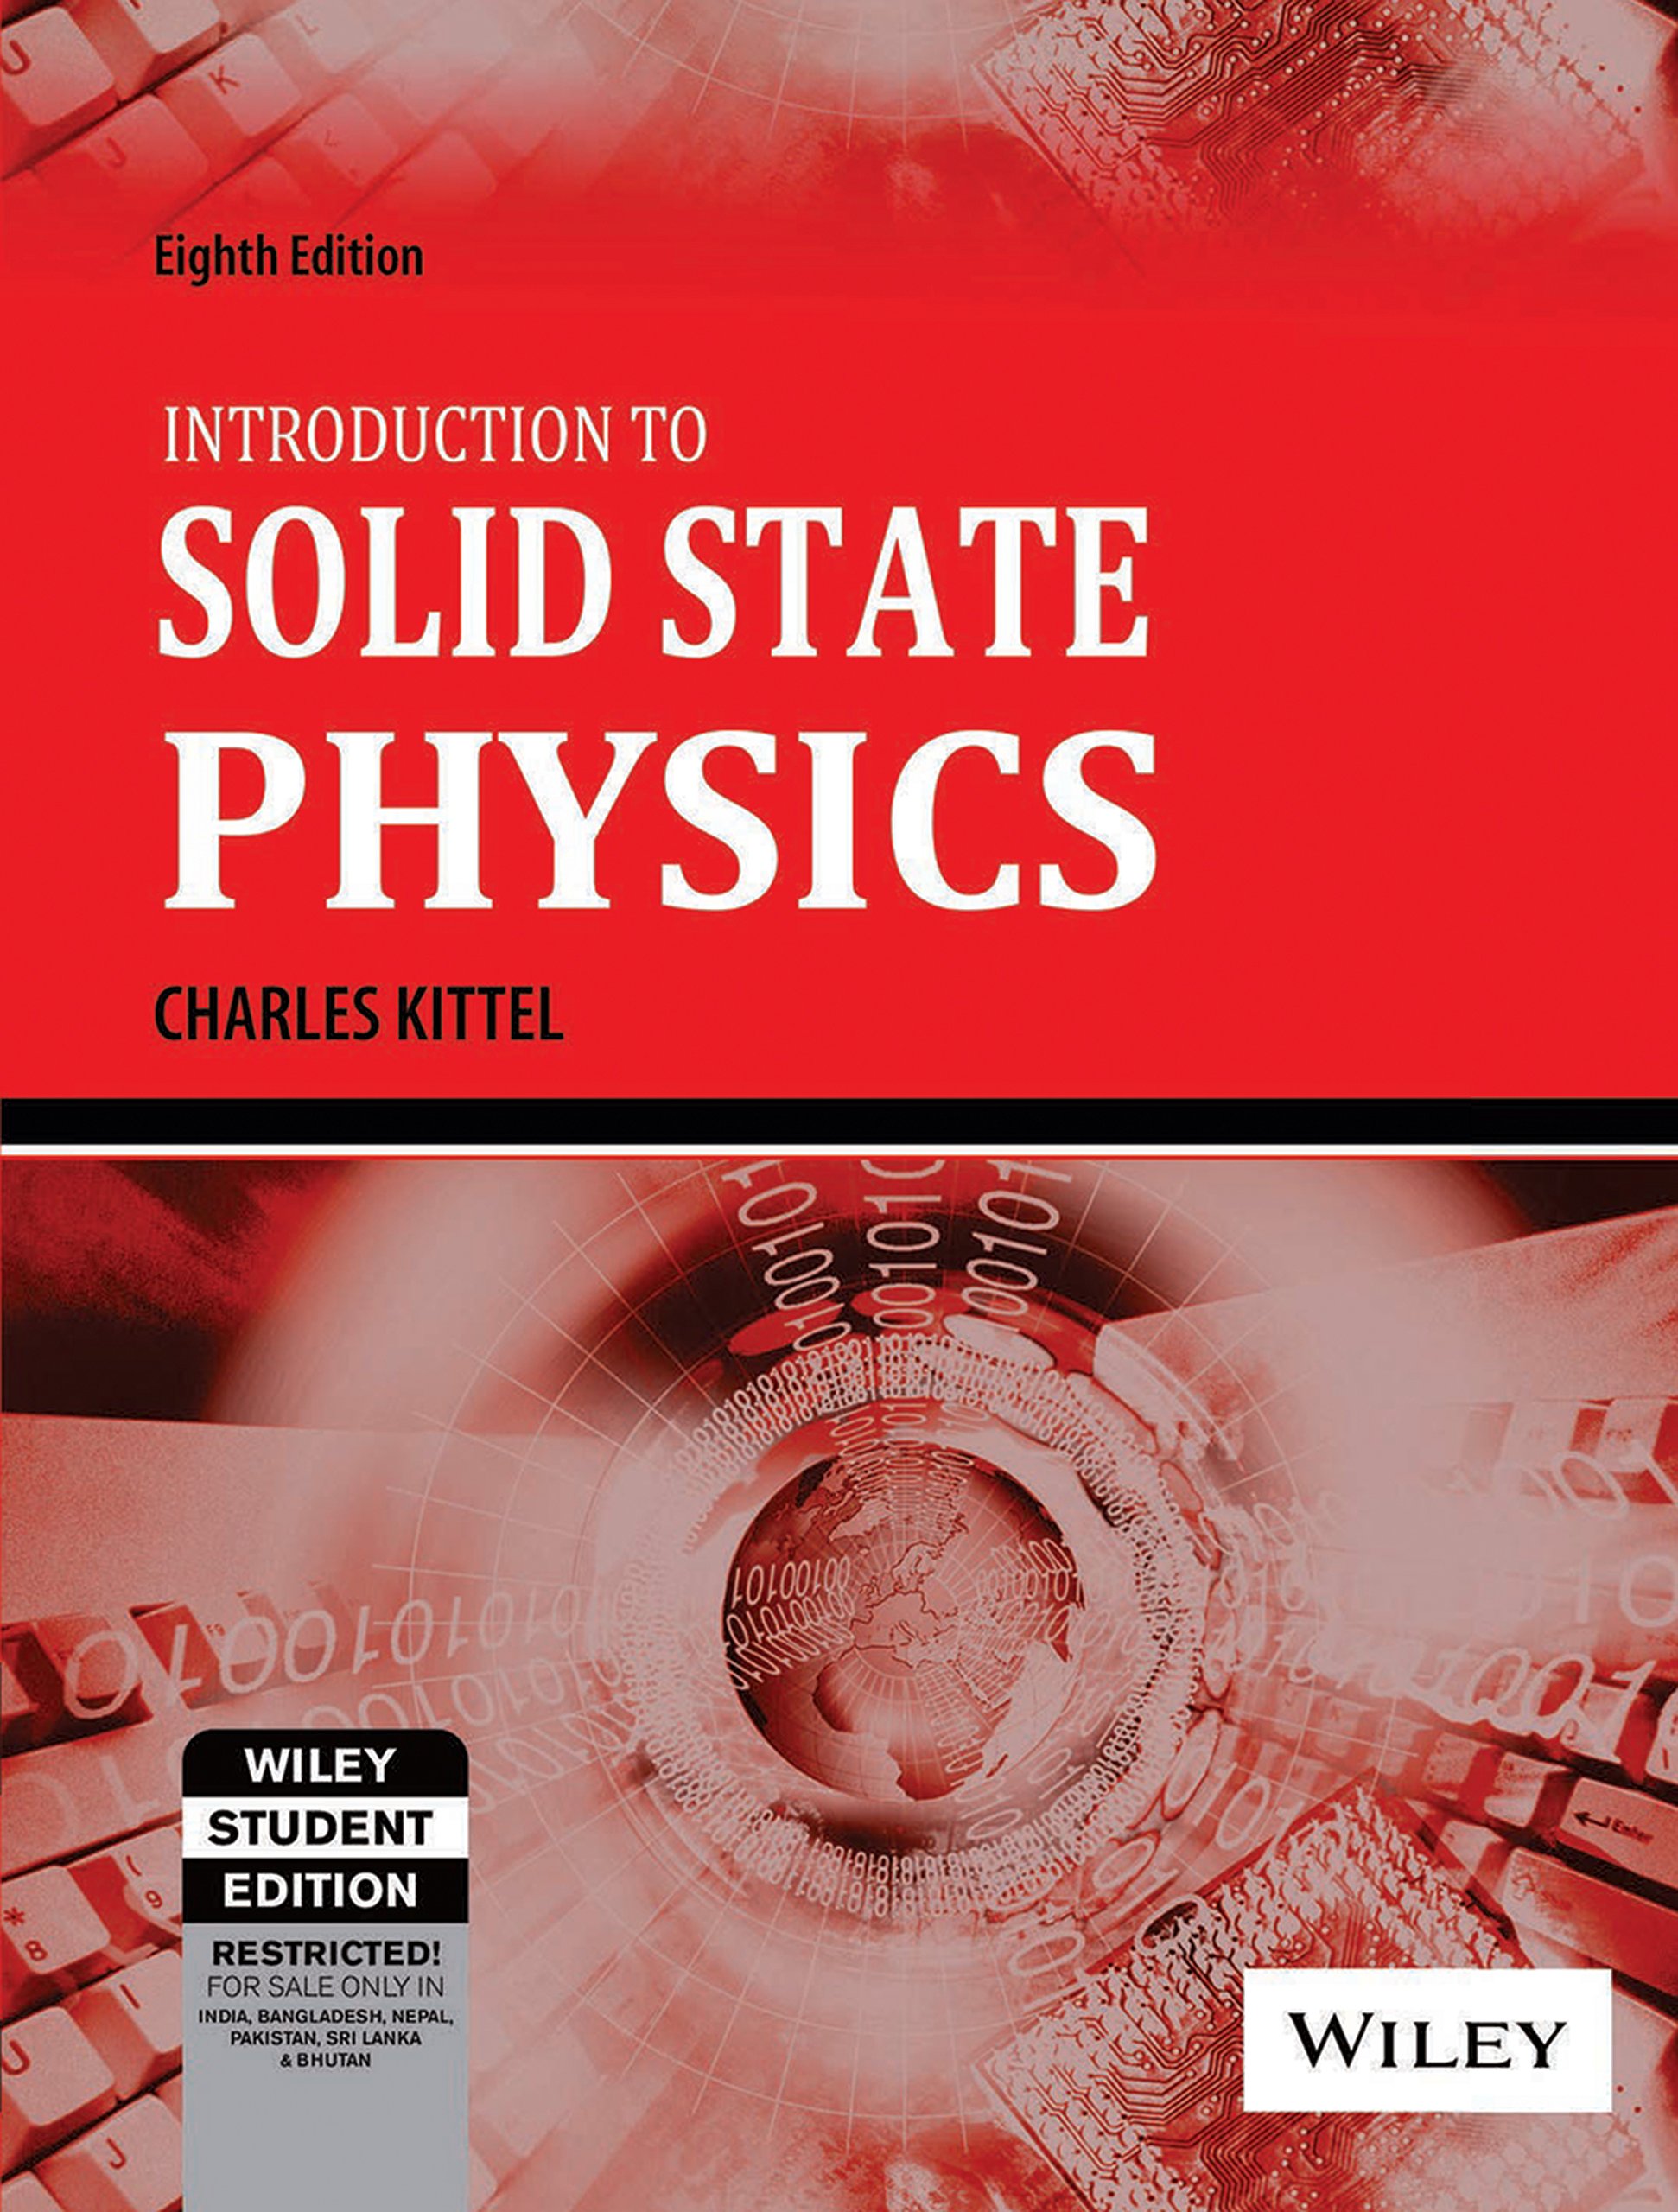 Eighth Edition
INTRODUCTION TO
SOLID STATE
PHYSICS
CHARLES KITTEL
WILEY
STUDENT
EDITION
RESTRICTED!
FOR SALE ONLY IN
INDIA, BANGLADESH, NEPAL,
PAKISTAN, SRI LANKA
& BHUTAN
WILEY